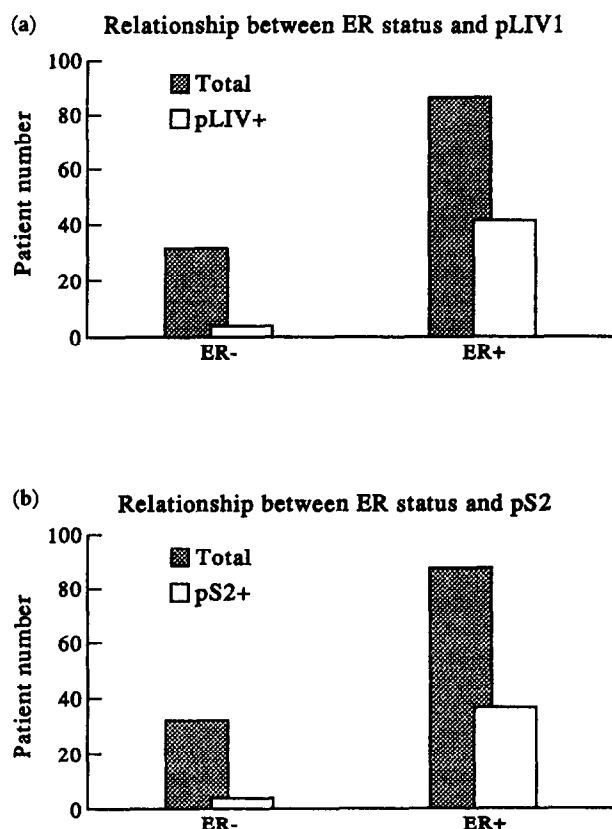 (a) Relationship between ER status and pLIV1
100
Total
80
pLIV+
60
40
20
0
Patient number
ER- ER+
(b) Relationship between ER status and pS2
100
Total
80
pS2+
60
40
20
0
Patient number
ER- ER+